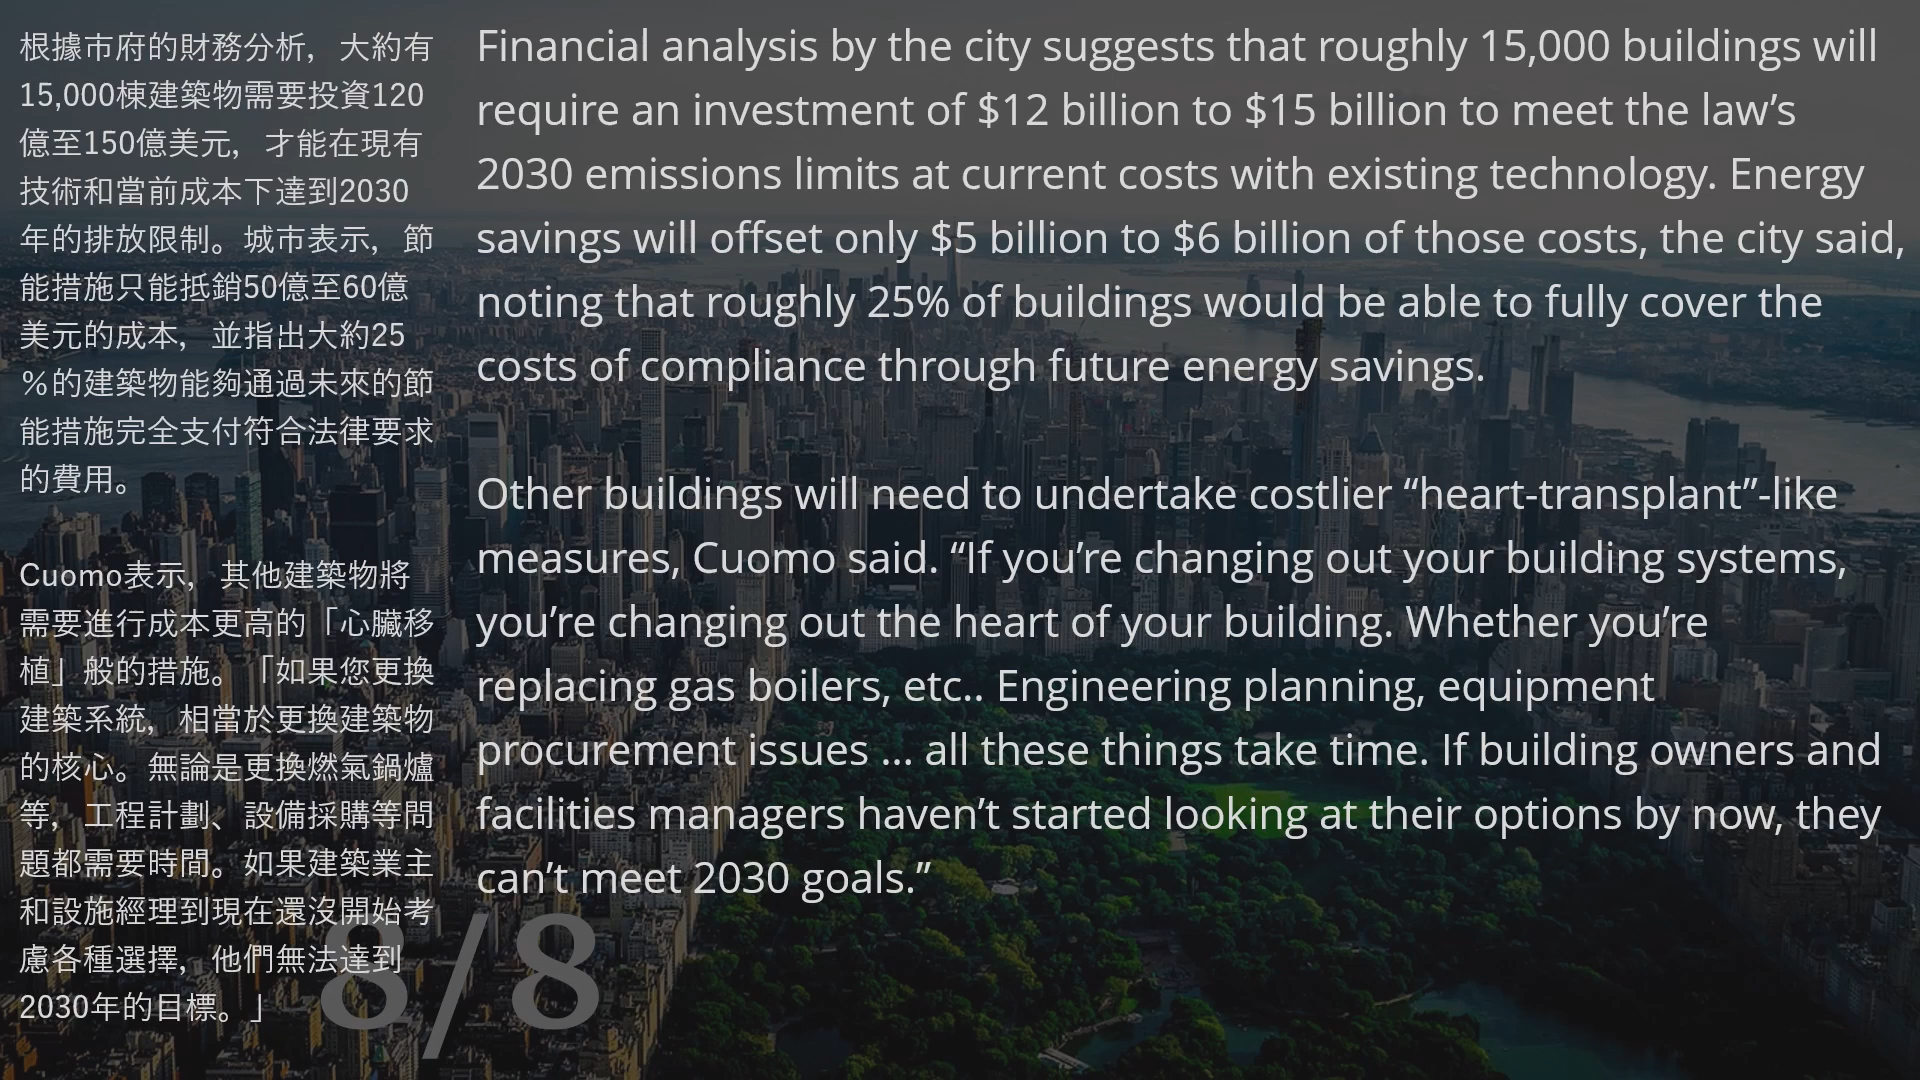 根據市府的財務分析，大約有
15,000棟建築物需要投資120
億至150億美元，才能在現有
技術和當前成本下達到2030
年的排放限制。城市表示，節
能措施只能抵銷50億至60億
美元的成本，並指出大約25
％的建築物能夠通過未來的節
能措施完全支付符合法律要求
的費用。
Cuomo表示，其他建築物將
需要進行成本更高的「心臟移
植」般的措施。「如果您更換
建築系統，相當於更換建築物
的核心。無論是更換燃氣鍋爐
等，工程計劃、設備採購等問
題都需要時間。如果建築業主
和設施經理到現在還沒開始考
慮各種選擇，他們無法達到
2030年的目標。」
Financial analysis by the city suggests that roughly 15,000 buildings will
require an investment of $12 billion to $15 billion to meet the law’s
2030 emissions limits at current costs with existing technology. Energy
savings will offset only $5 billion to $6 billion of those costs, the city said,
noting that roughly 25% of buildings would be able to fully cover the
costs of compliance through future energy savings.
Other buildings will need to undertake costlier “heart-transplant”-like
measures, Cuomo said. “If you’re changing out your building systems,
you’re changing out the heart of your building. Whether you’re
replacing gas boilers, etc.. Engineering planning, equipment
procurement issues ... all these things take time. If building owners and
facilities managers haven’t started looking at their options by now, they
can’t meet 2030 goals.”
8/8